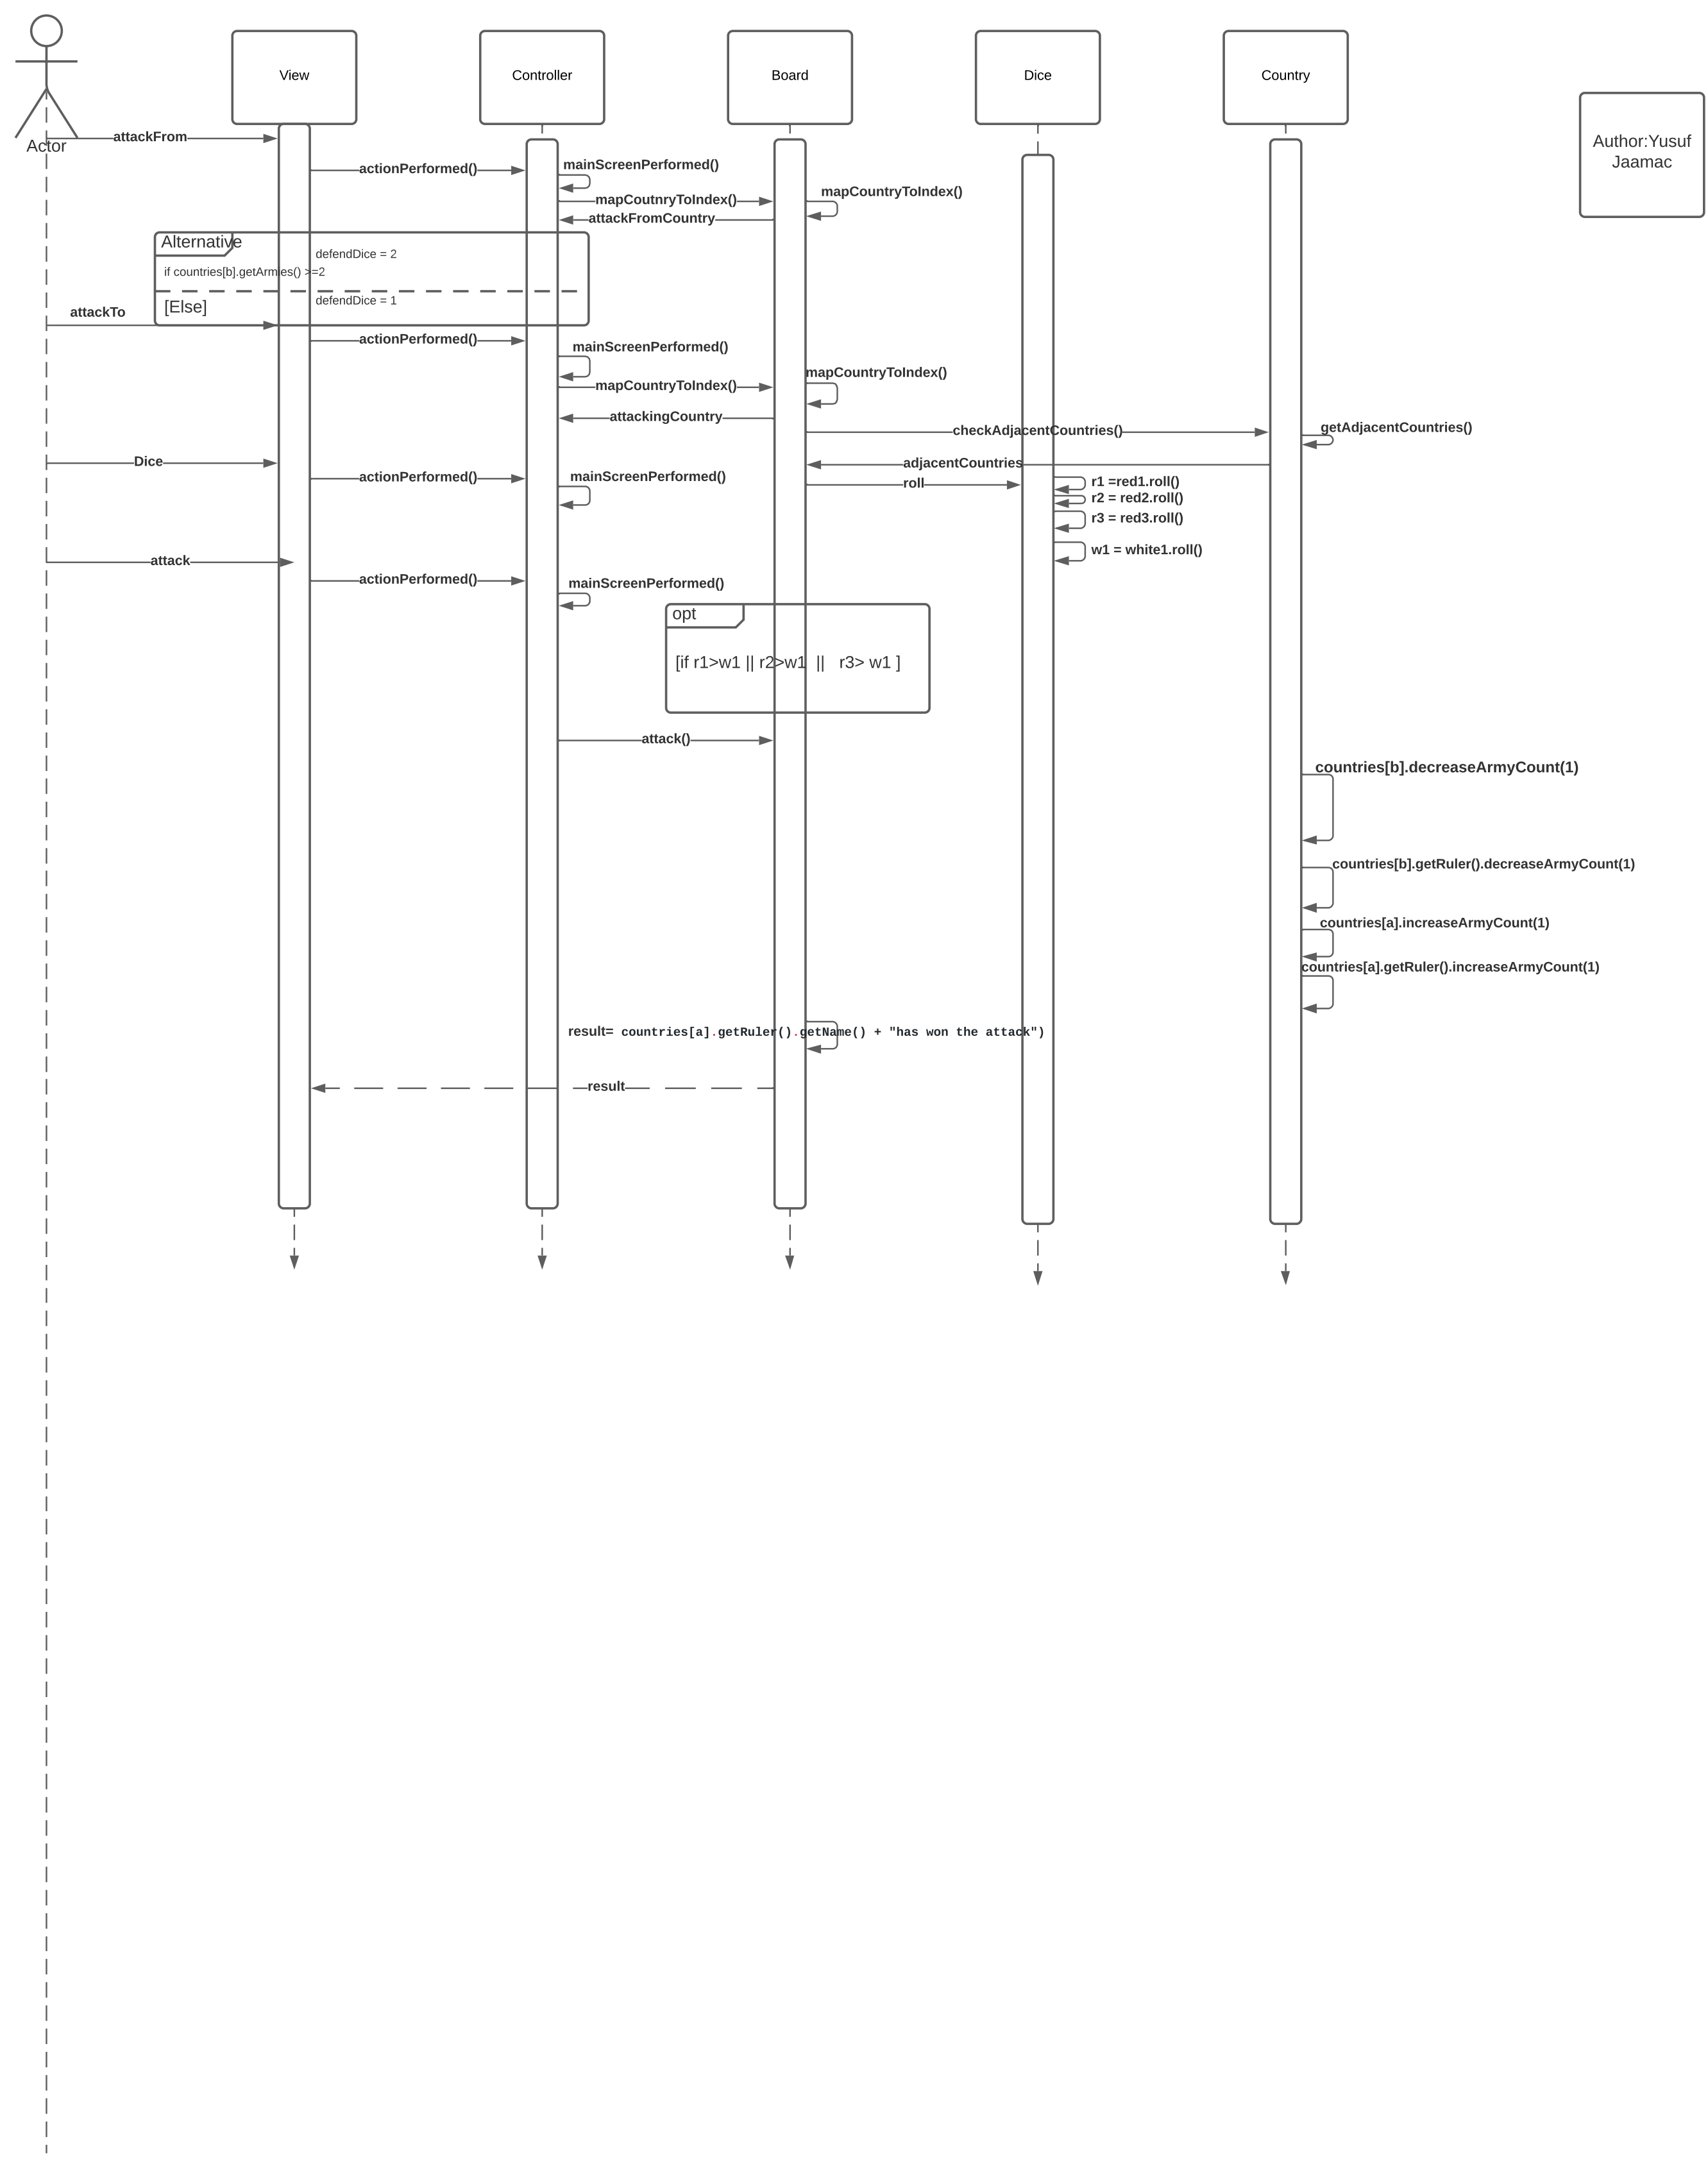 View
Controller
Board
Dice
Country
Actor
Author:Yusuf
Jaamac
attackFrom
actionPerformed()
mainScreenPerformed()
mapCoutnryToIndex()
mapCountryToIndex()
attackFromCountry
Alternative
defendDice = 2
if countries[b].getArmies() >=2
defendDice = 1
[Else]
attackTo
actionPerformed()
mainScreenPerformed()
mapCountryToIndex()
mapCountryToIndex()
attackingCountry
checkAdjacentCountries()
getAdjacentCountries()
Dice
adjacentCountries
actionPerformed()
mainScreenPerformed()
roll
r1 =red1.roll()
r2 = red2.roll()
r3 = red3.roll()
w1 = white1.roll()
attack
actionPerformed()
mainScreenPerformed()
opt
[if r1>w1 || r2>w1 || r3> w1 ]
attack()
countries[b].decreaseArmyCount(1)
countries[b].getRuler().decreaseArmyCount(1)
countries[a].increaseArmyCount(1)
countries[a].getRuler().increaseArmyCount(1)
result= countries[a].getRuler().getName() + "has won the attack")
result